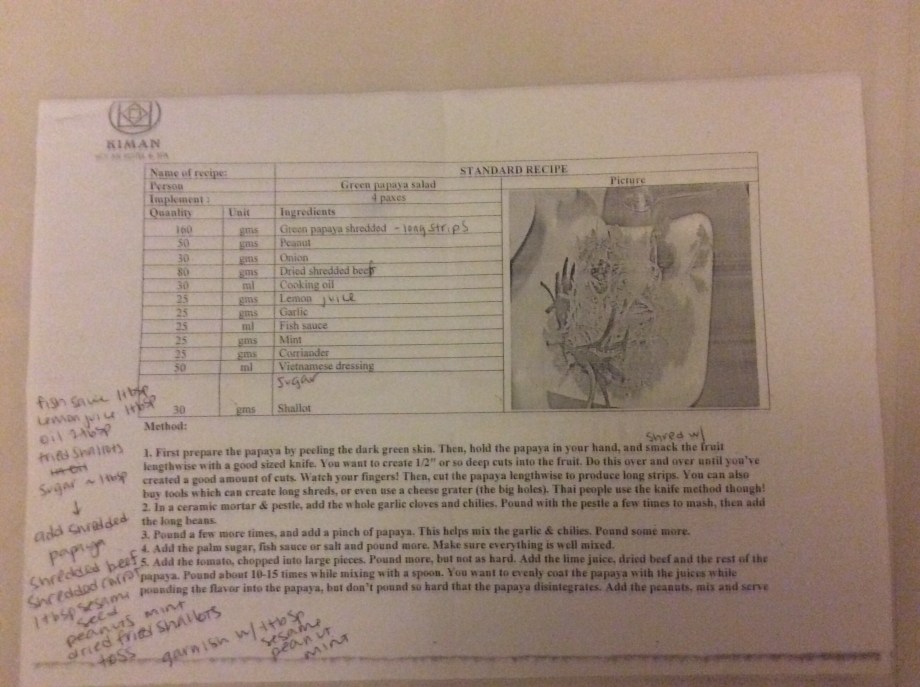 KIMAN
STANDARD RECIPE
Name of recipe:
Person Green papaya salad Picture
Implement : 4 paxes
Quanlity Unit Ingredients
160 gms Green papaya shredded - long strips
50 gms Peanut
30 gms Onion
80 gms Dried shredded beef
30 ml Cooking oil
25 gms Lemon juice
25 gms Garlic
25 ml Fish sauce
25 gms Mint
25 gms Corriander
50 ml Vietnamese dressing
Sugar
30 gms Shallot
Method:
shred w/
1. First prepare the papaya by peeling the dark green skin. Then, hold the papaya in your hand, and smack the fruit
lengthwise with a good sized knife. You want to create 1/2" or so deep cuts into the fruit. Do this over and over until you've
created a good amount of cuts. Watch your fingers! Then, cut the papaya lengthwise to produce long strips. You can also
buy tools which can create long shreds, or even use a cheese grater (the big holes). Thai people use the knife method though!
2. In a ceramic mortar & pestle, add the whole garlic cloves and chilies. Pound with the pestle a few times to mash, then add
the long beans.
3. Pound a few more times, and add a pinch of papaya. This helps mix the garlic & chilies. Pound some more.
4. Add the palm sugar, fish sauce or salt and pound more. Make sure everything is well mixed.
5. Add the tomato, chopped into large pieces. Pound more, but not as hard. Add the lime juice, dried beef and the rest of the
papaya. Pound about 10-15 times while mixing with a spoon. You want to evenly coat the papaya with the juices while
pounding the flavor into the papaya, but don't pound so hard that the papaya disintegrates. Add the peanuts, mix and serve
fish sauce 1tbsp
lemon juice 1tbsp
oil 2tbsp
fried shallots
sugar ~ 1tbsp
↓
add shredded
papaya
shredded beef
shredded carrot
1tbsp sesame
seed
peanuts mint
dried fried shallots
toss
garnish w/ 1tbsp
sesame
peanut
mint